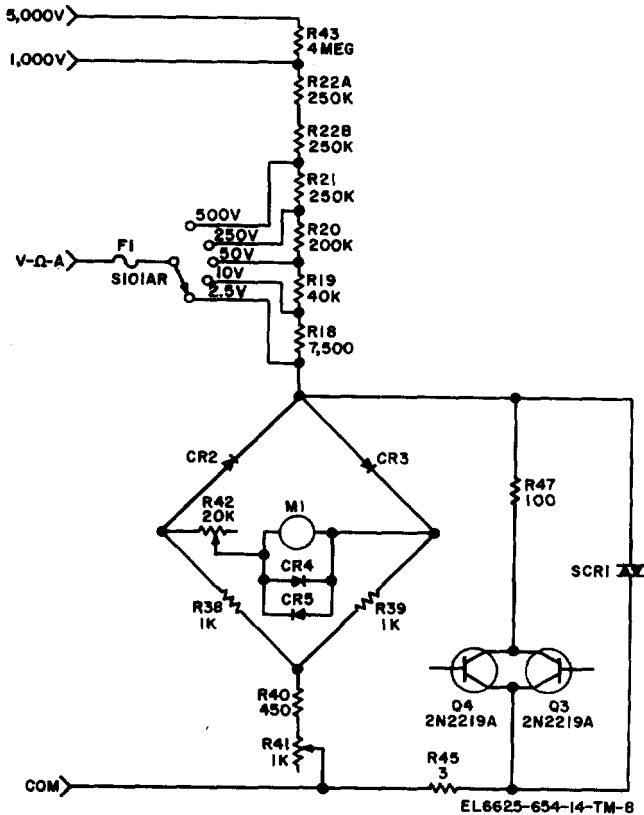 5,000V
R43
4MEG
1,000V
R22A
250K
R22B
250K
R21
250K
500V
250V
R20
200K
F1
50V
V-Ω-A
S101AR
10V
R19
40K
2.5V
R18
7,500
CR2
CR3
R42
20K
M1
R47
100
CR4
SCR1
CR5
R38
1K
R39
1K
R40
450
Q4
2N2219A
Q3
2N2219A
R41
1K
R45
3
COM
EL6625-654-14-TM-8